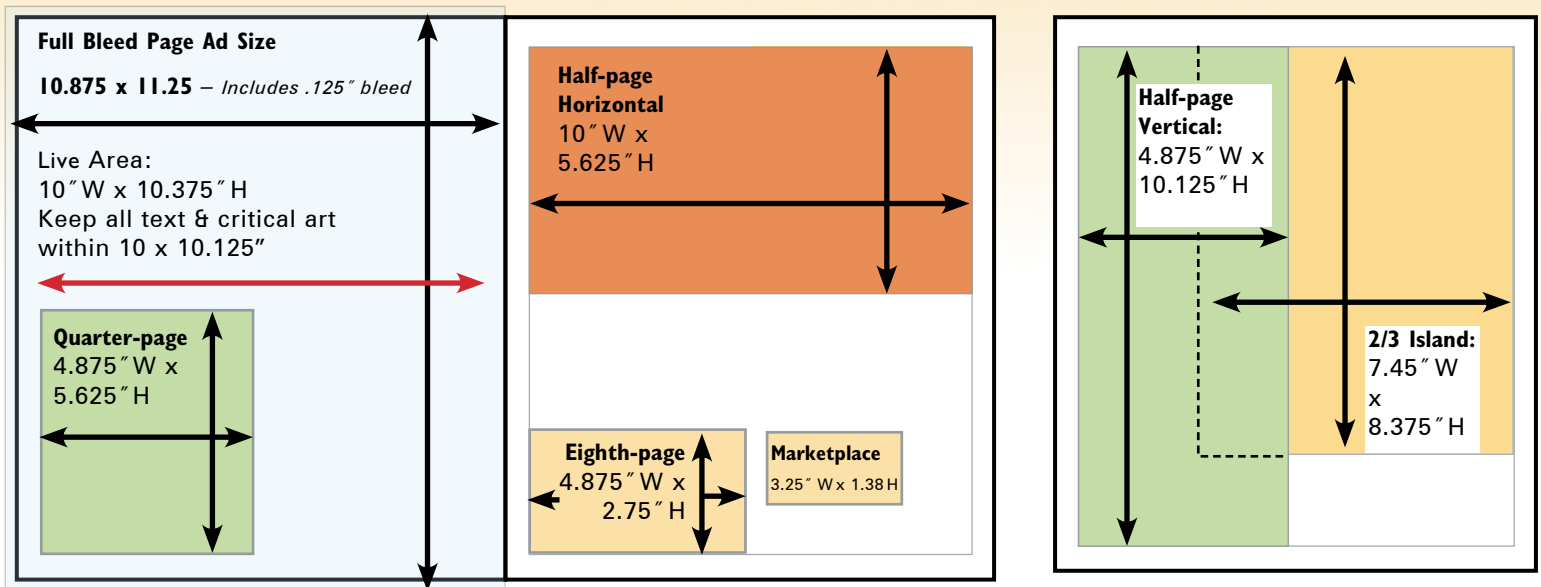 Full Bleed Page Ad Size
10.875 x 11.25 – Includes .125˝ bleed
Live Area:
10˝ W x 10.375˝ H
Keep all text & critical art
within 10 x 10.125”
Quarter-page
4.875˝ W x
5.625˝ H
Half-page
Horizontal
10˝ W x
5.625˝ H
Eighth-page
4.875˝ W x
2.75˝ H
Marketplace
3.25˝ W x 1.38 H
Half-page
Vertical:
4.875˝ W x
10.125˝ H
2/3 Island:
7.45˝ W
x
8.375˝ H